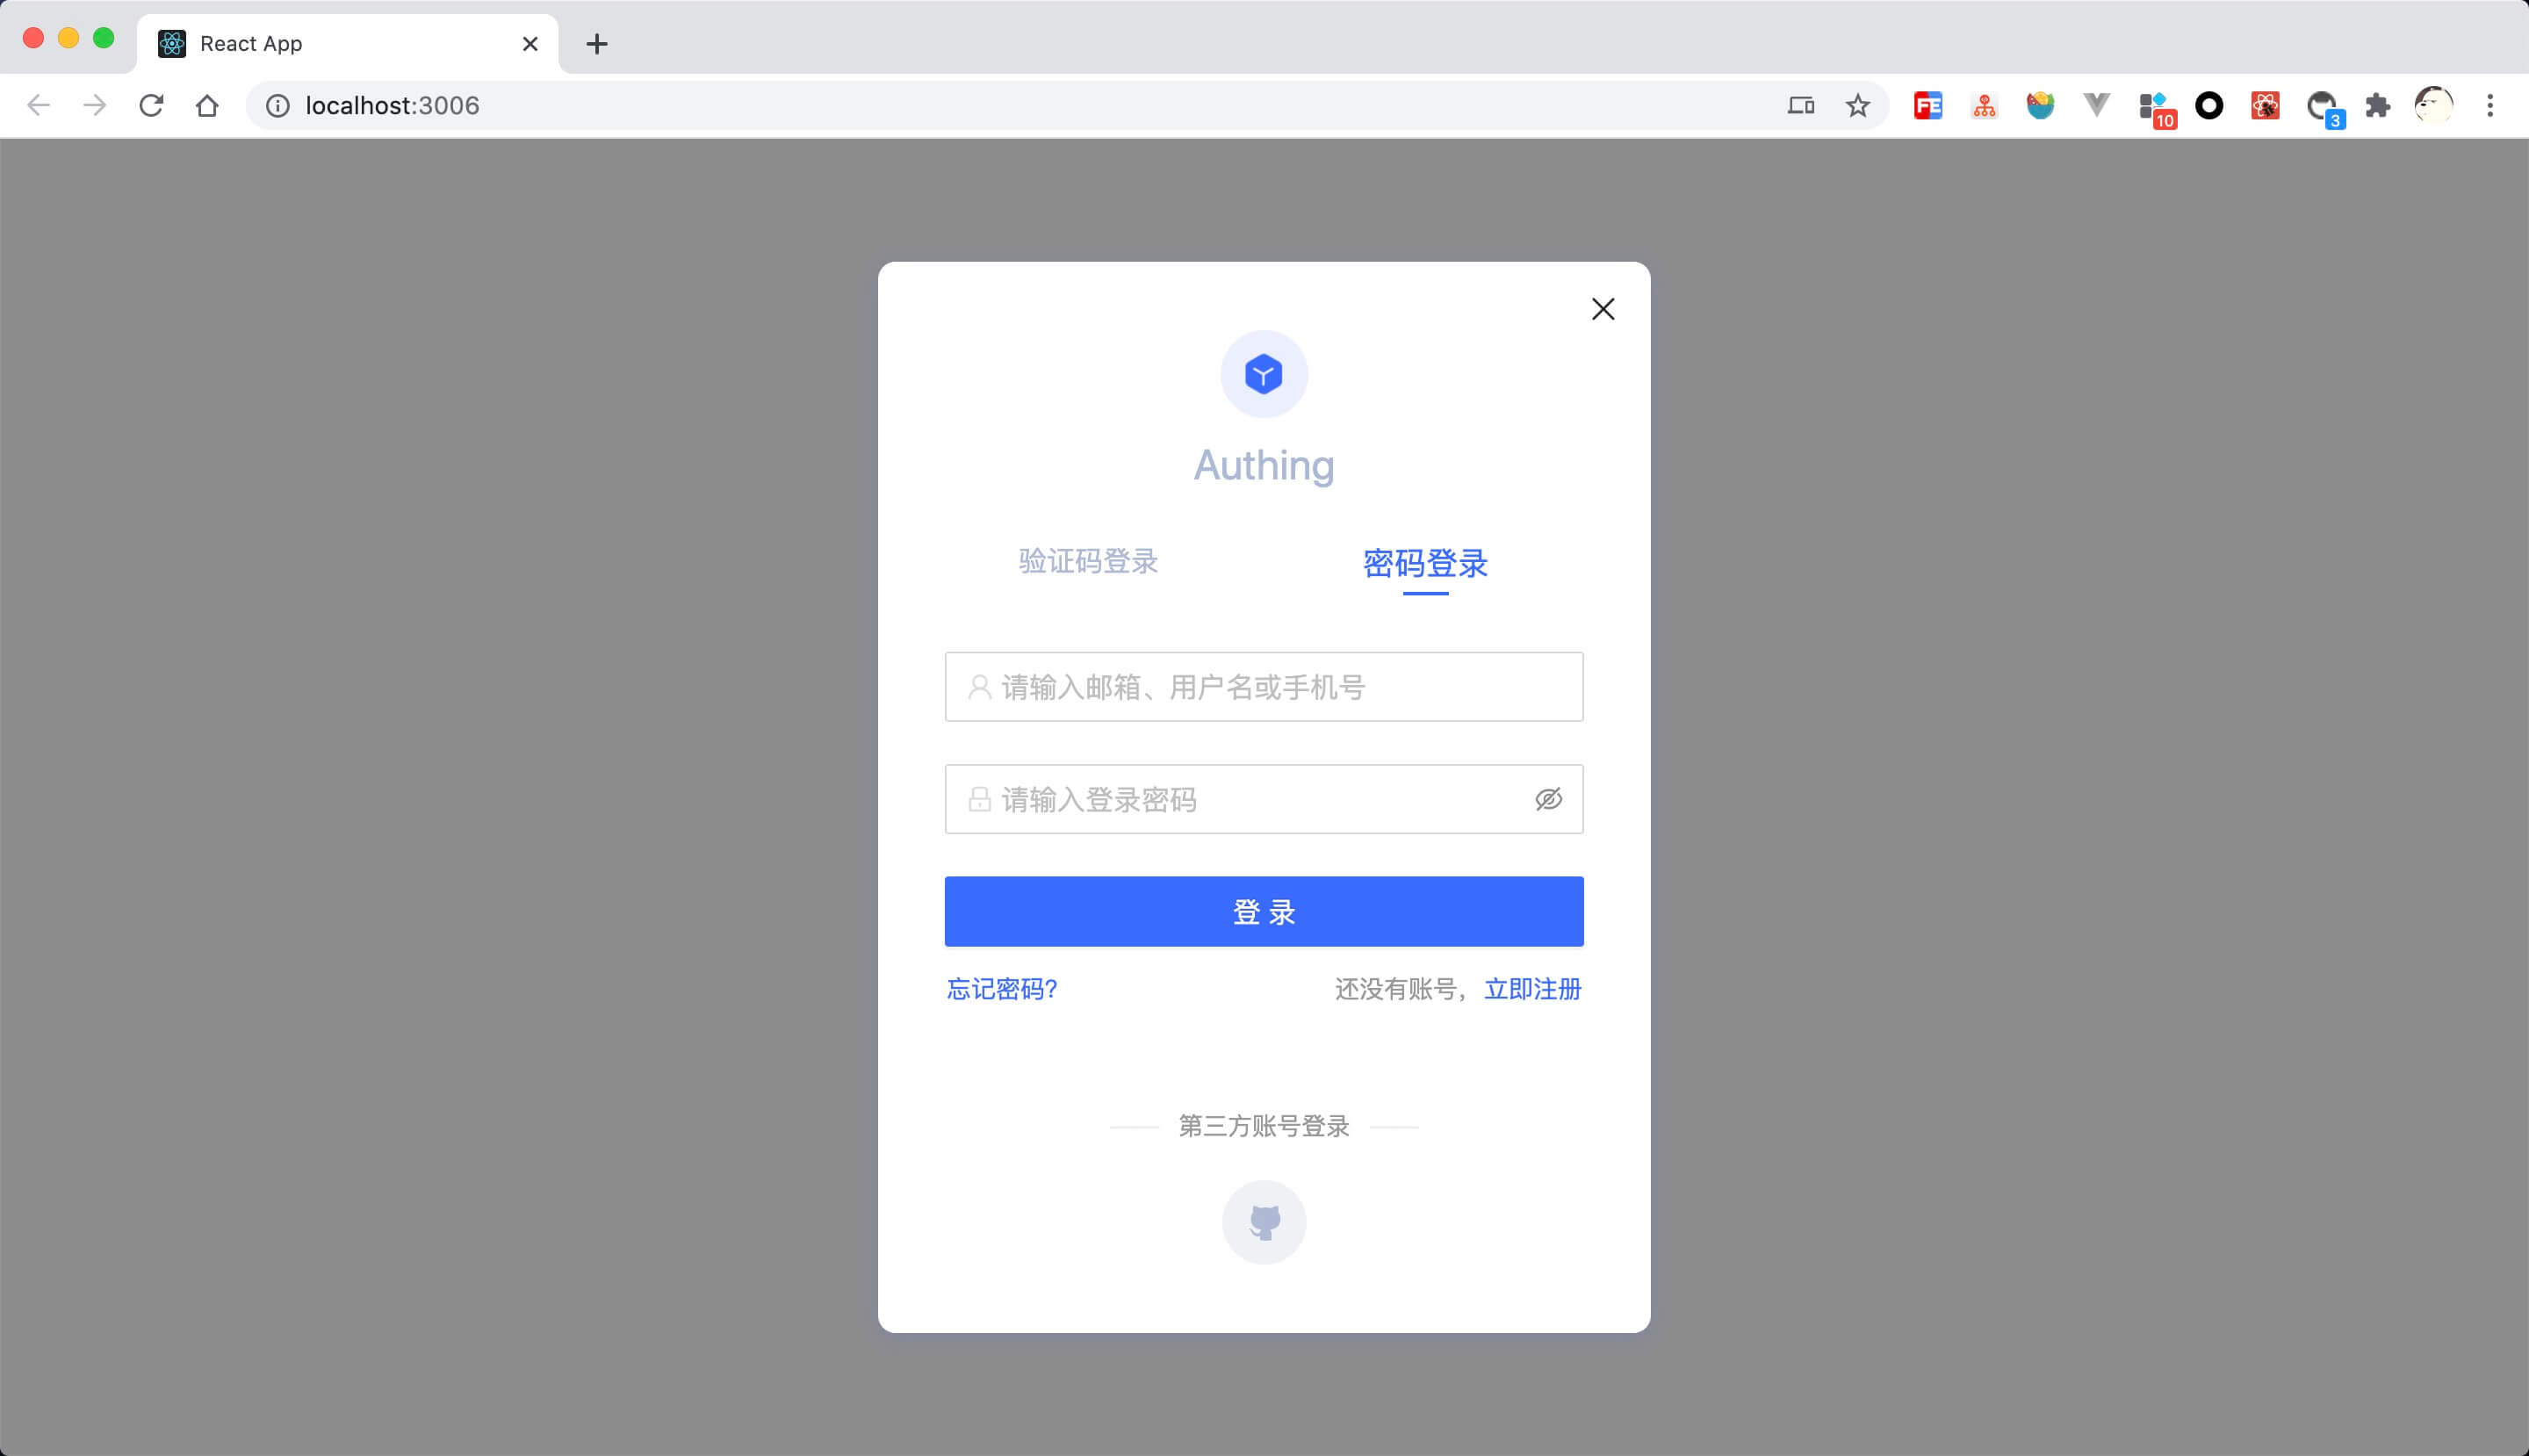 React App
localhost:3006
FE
10
3
Authing
验证码登录
密码登录
请输入邮箱、用户名或手机号
请输入登录密码
登 录
忘记密码?
还没有账号，立即注册
第三方账号登录